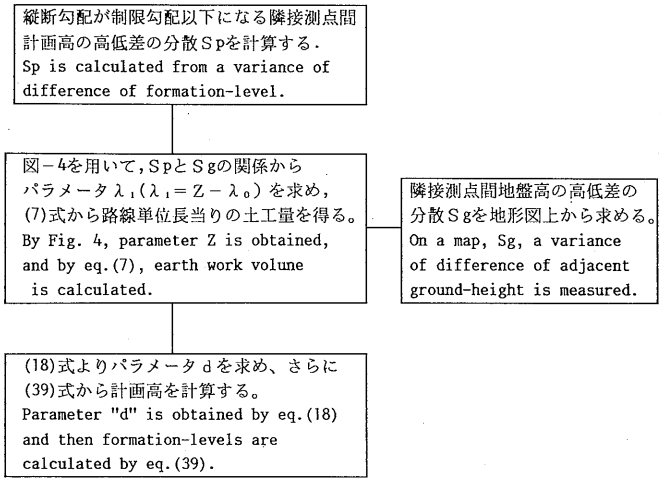 縦断勾配が制限勾配以下になる隣接測点間
計画高の高低差の分散Spを計算する.
Sp is calculated from a variance of
difference of formation-level.
図-4を用いて,SpとSgの関係から
パラメータλ₁(λ₁=Z-λ₀)を求め,
(7)式から路線単位長当りの土工量を得る。
By Fig. 4, parameter Z is obtained,
and by eq.(7), earth work volune
is calculated.
隣接測点間地盤高の高低差の
分散Sgを地形図上から求める。
On a map, Sg, a variance
of difference of adjacent
ground-height is measured.
(18)式よりパラメータdを求め、さらに
(39)式から計画高を計算する。
Parameter "d" is obtained by eq.(18)
and then formation-levels are
calculated by eq.(39).